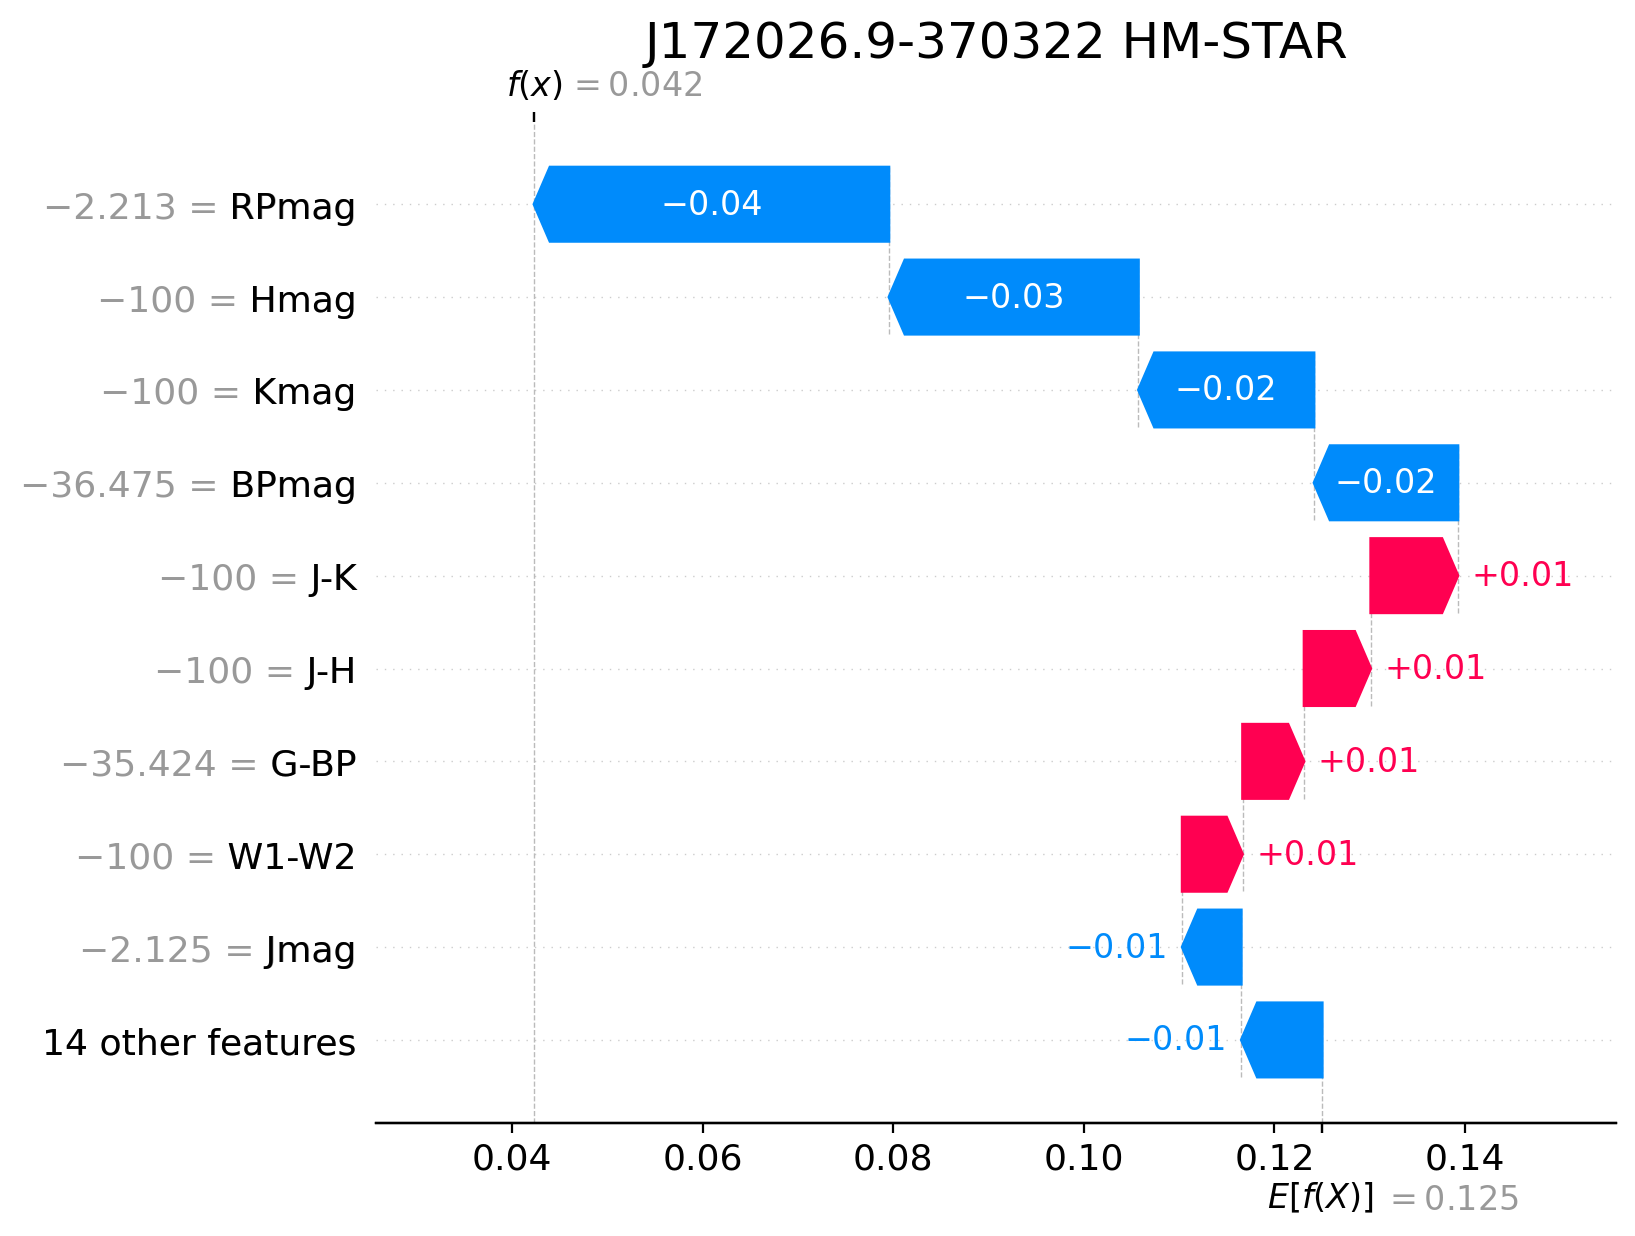 J172026.9-370322 HM-STAR
f(x) = 0.042
−2.213 = RPmag
−0.04
−100 = Hmag
−0.03
−100 = Kmag
−0.02
−36.475 = BPmag
−0.02
−100 = J-K
+0.01
−100 = J-H
+0.01
−35.424 = G-BP
+0.01
−100 = W1-W2
+0.01
−2.125 = Jmag
−0.01
14 other features
−0.01
0.04 0.06 0.08 0.10 0.12 0.14
E[f(X)] = 0.125